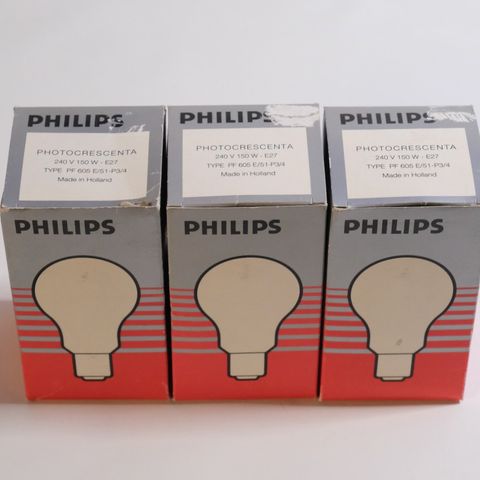 PHILIPS
PHOTOCRESCENTA
240 V 150 W - E27
TYPE PF 605 E/51-P3/4
Made in Holland
PHILIPS
PHILIPS
PHOTOCRESCENTA
240 V 150 W - E27
TYPE PF 605 E/51-P3/4
Made in Holland
PHILIPS
PHILIPS
PHOTOCRESCENTA
240 V 150 W - E27
TYPE PF 605 E/51-P3/4
Made in Holland
PHILIPS